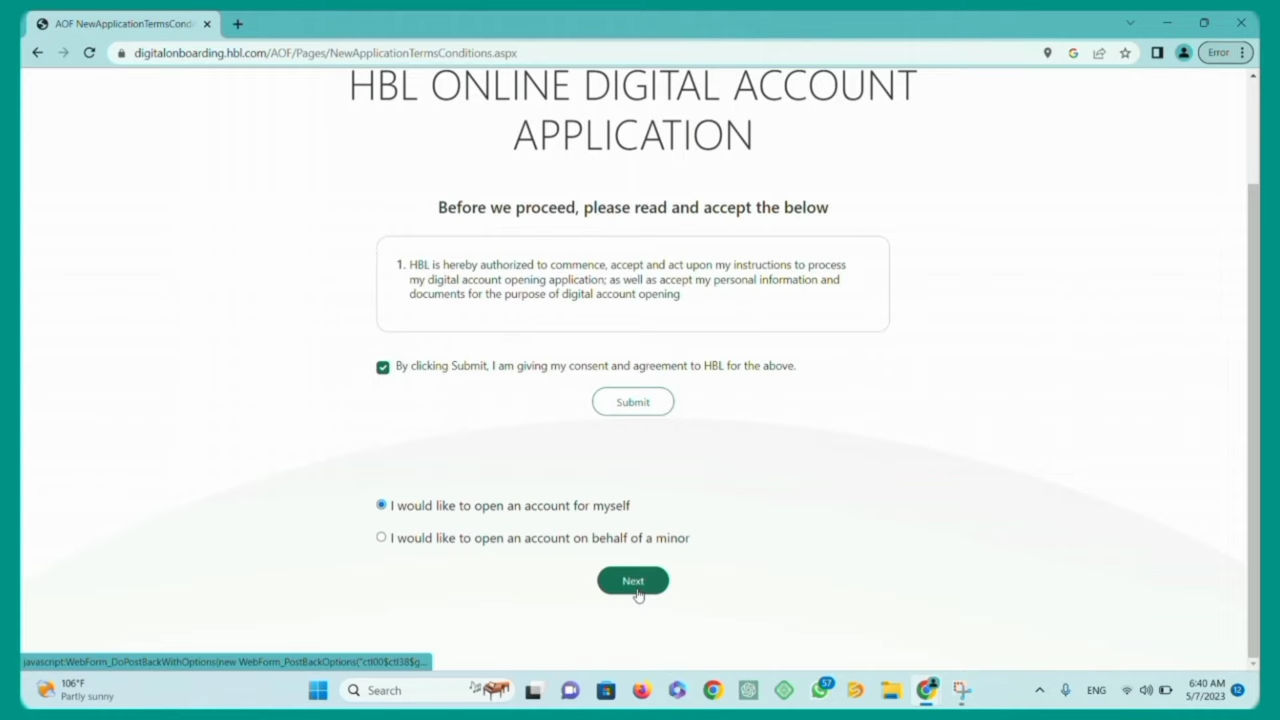 AOF NewApplicationTermsCond
digitalonboarding.hbl.com/AOF/Pages/NewApplicationTermsConditions.aspx
Error
HBL ONLINE DIGITAL ACCOUNT
APPLICATION
Before we proceed, please read and accept the below
1. HBL is hereby authorized to commence, accept and act upon my instructions to process
my digital account opening application; as well as accept my personal information and
documents for the purpose of digital account opening
By clicking Submit, I am giving my consent and agreement to HBL for the above.
Submit
I would like to open an account for myself
I would like to open an account on behalf of a minor
Next
javascript:WebForm_DoPostBackWithOptions(new WebForm_PostBackOptions("ctl00$ctl38$g...
106°F
Partly sunny
Search
57
ENG
6:40 AM
5/7/2023
12